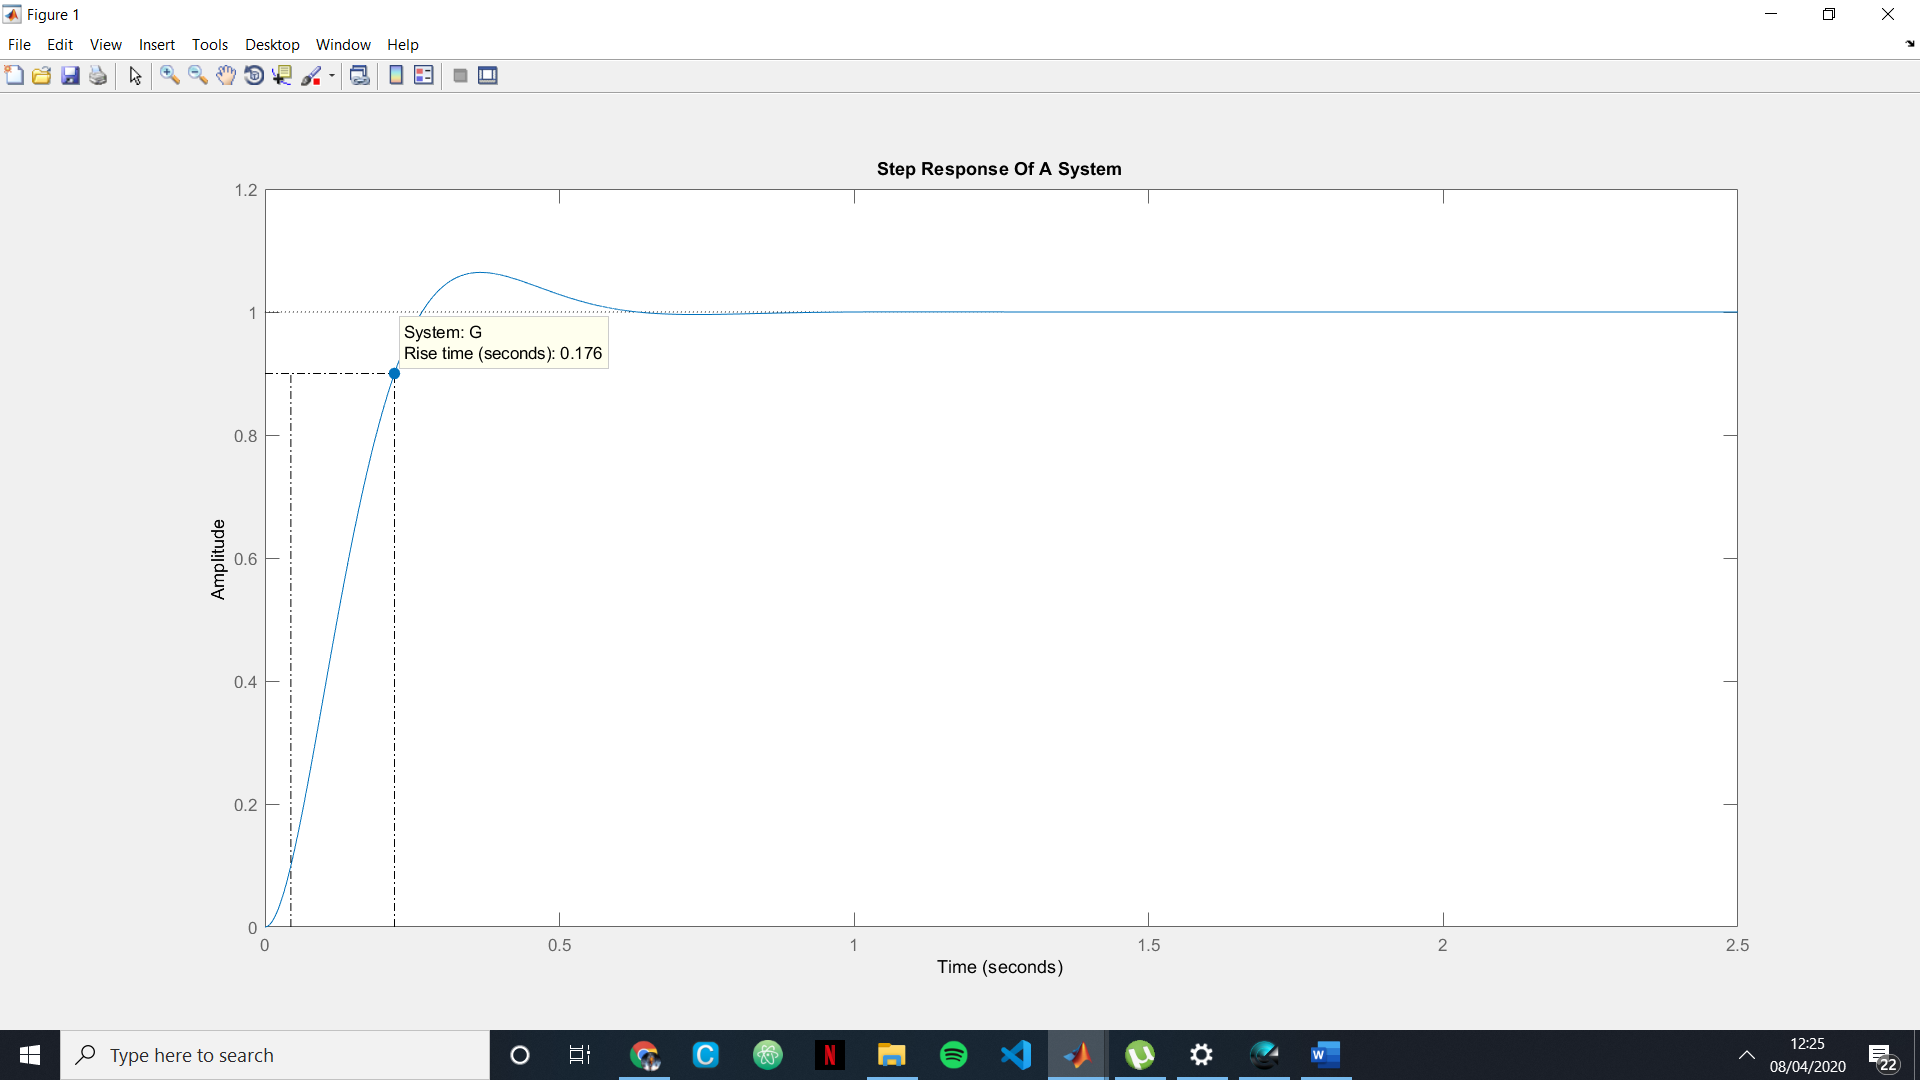 Figure 1
File Edit View Insert Tools Desktop Window Help
Step Response Of A System
1.2
1
0.8
0.6
0.4
0.2
0
Amplitude
System: G
Rise time (seconds): 0.176
0 0.5 1 1.5 2 2.5
Time (seconds)
Type here to search
C
N
W
12:25
08/04/2020
22